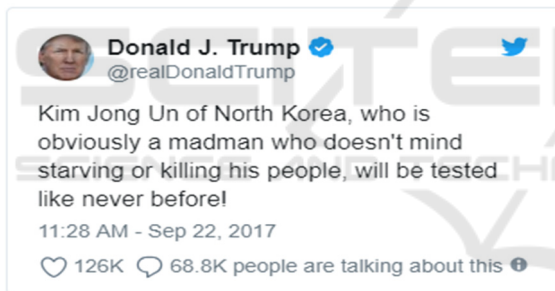 Donald J. Trump
@realDonaldTrump
Kim Jong Un of North Korea, who is
obviously a madman who doesn't mind
starving or killing his people, will be tested
like never before!
11:28 AM - Sep 22, 2017
126K 68.8K people are talking about this